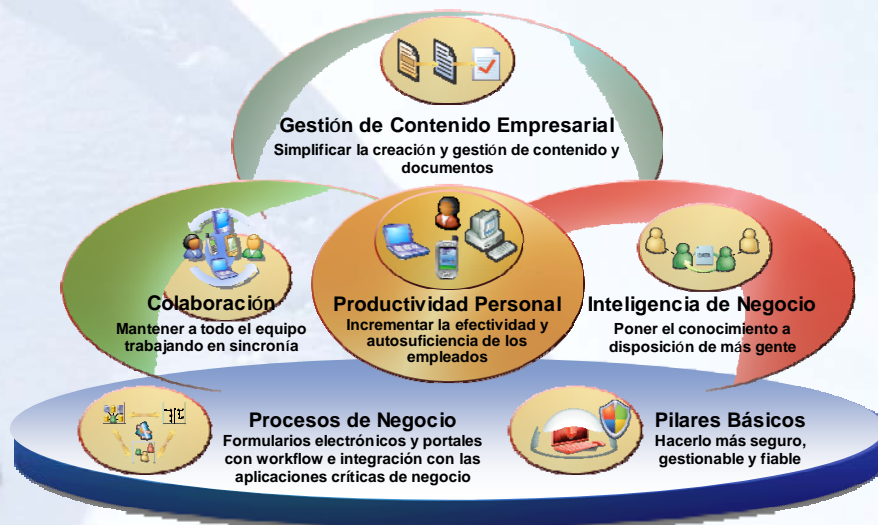 Gestión de Contenido Empresarial
Simplificar la creación y gestión de contenido y
documentos
Colaboración
Mantener a todo el equipo
trabajando en sincronía
Productividad Personal
Incrementar la efectividad y
autosuficiencia de los
empleados
Inteligencia de Negocio
Poner el conocimiento a
disposición de más gente
Procesos de Negocio
Formularios electrónicos y portales
con workflow e integración con las
aplicaciones críticas de negocio
Pilares Básicos
Hacerlo más seguro,
gestionable y fiable